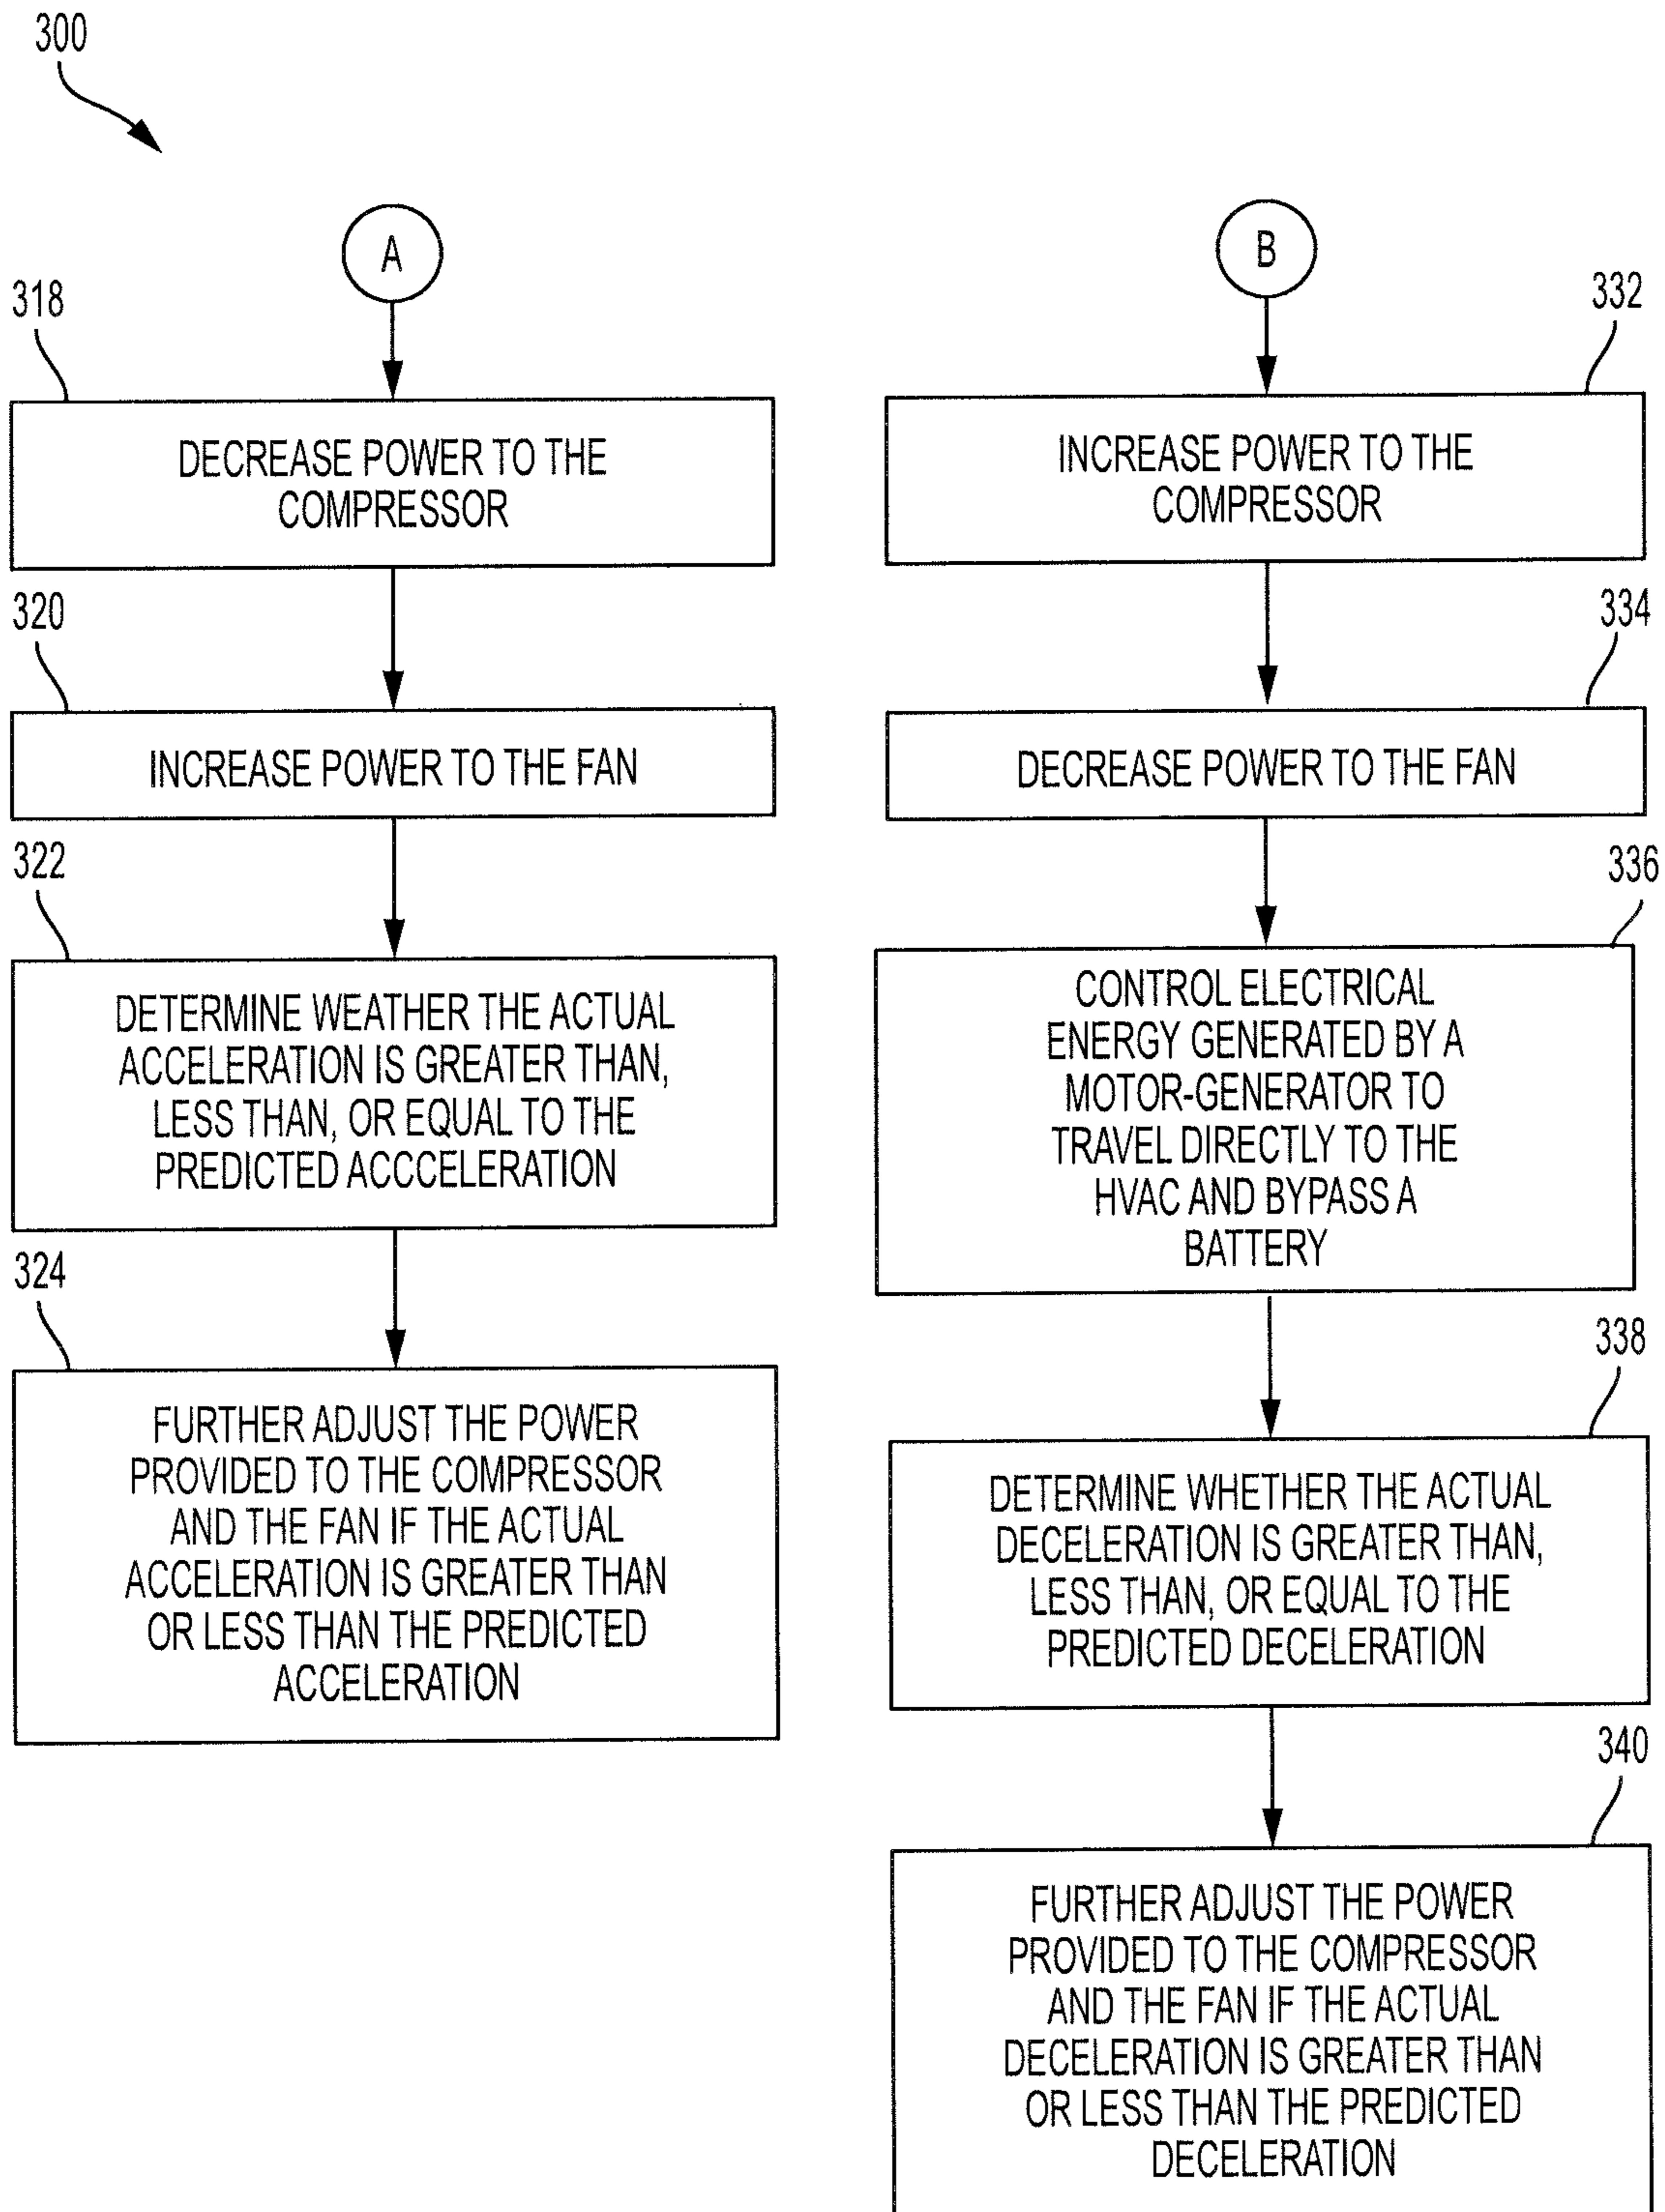 300
A
318
DECREASE POWER TO THE
COMPRESSOR
320
INCREASE POWER TO THE FAN
322
DETERMINE WEATHER THE ACTUAL
ACCELERATION IS GREATER THAN,
LESS THAN, OR EQUAL TO THE
PREDICTED ACCCELERATION
324
FURTHER ADJUST THE POWER
PROVIDED TO THE COMPRESSOR
AND THE FAN IF THE ACTUAL
ACCELERATION IS GREATER THAN
OR LESS THAN THE PREDICTED
ACCELERATION
B
332
INCREASE POWER TO THE
COMPRESSOR
334
DECREASE POWER TO THE FAN
336
CONTROL ELECTRICAL
ENERGY GENERATED BY A
MOTOR-GENERATOR TO
TRAVEL DIRECTLY TO THE
HVAC AND BYPASS A
BATTERY
338
DETERMINE WHETHER THE ACTUAL
DECELERATION IS GREATER THAN,
LESS THAN, OR EQUAL TO THE
PREDICTED DECELERATION
340
FURTHER ADJUST THE POWER
PROVIDED TO THE COMPRESSOR
AND THE FAN IF THE ACTUAL
DECELERATION IS GREATER THAN
OR LESS THAN THE PREDICTED
DECELERATION